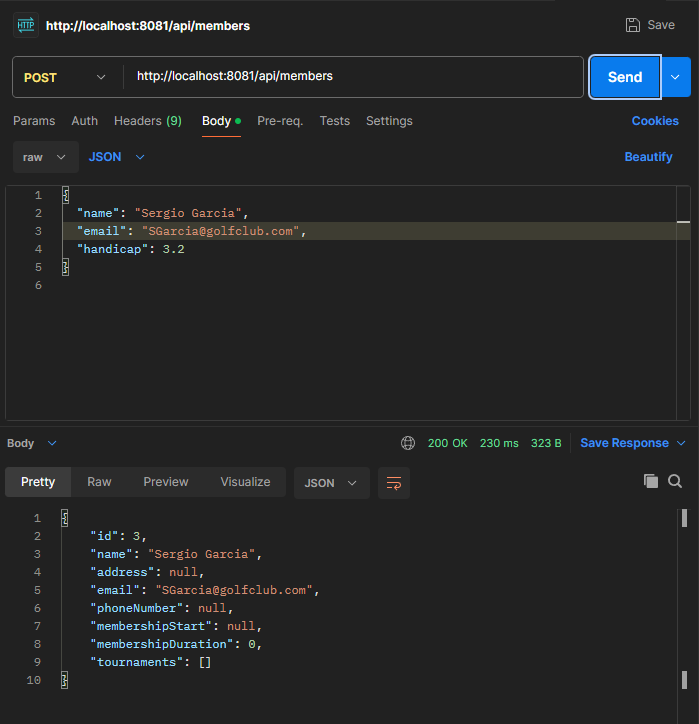 HTTP http://localhost:8081/api/members Save
POST http://localhost:8081/api/members Send
Params Auth Headers (9) Body Pre-req. Tests Settings Cookies
raw JSON Beautify
1 {
2 "name": "Sergio Garcia",
3 "email": "SGarcia@golfclub.com",
4 "handicap": 3.2
5 }
6
Body 200 OK 230 ms 323 B Save Response
Pretty Raw Preview Visualize JSON
1 {
2 "id": 3,
3 "name": "Sergio Garcia",
4 "address": null,
5 "email": "SGarcia@golfclub.com",
6 "phoneNumber": null,
7 "membershipStart": null,
8 "membershipDuration": 0,
9 "tournaments": []
10 }